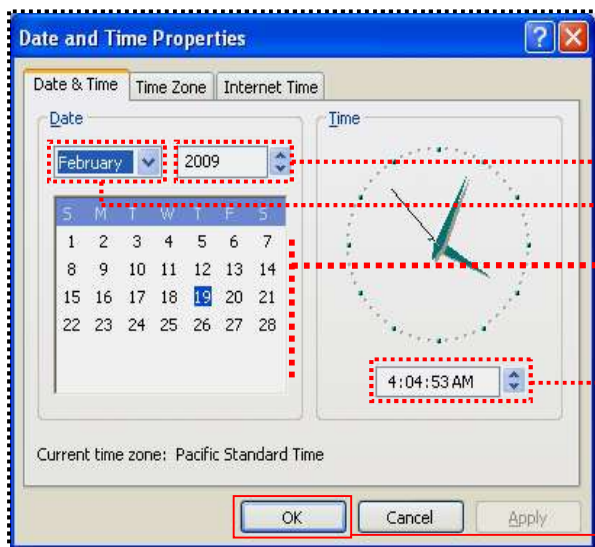 Date and Time Properties
Date & Time Time Zone Internet Time
Date
Time
February 2009
S M T W T F S
1 2 3 4 5 6 7
8 9 10 11 12 13 14
15 16 17 18 19 20 21
22 23 24 25 26 27 28
4:04:53 AM
Current time zone: Pacific Standard Time
OK Cancel Apply